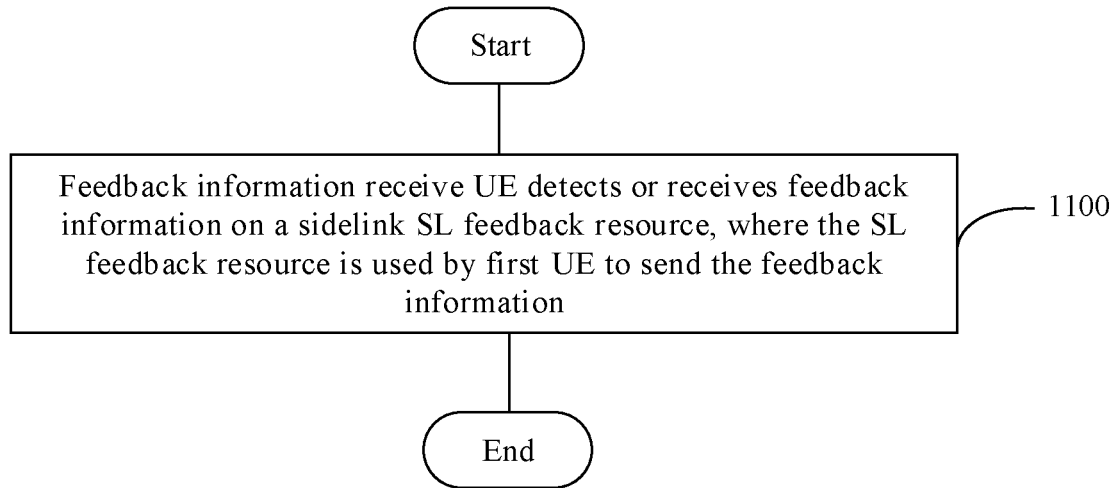 Start
Feedback information receive UE detects or receives feedback
information on a sidelink SL feedback resource, where the SL
feedback resource is used by first UE to send the feedback
information
1100
End